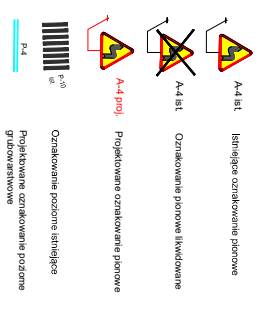 A-4 ist.
Istniejące oznakowanie pionowe
A-4 ist.
Oznakowanie pionowe likwidowane
A-4 proj.
Projektowane oznakowanie pionowe
P-10
ist.
Oznakowanie poziome istniejące
P-4
Projektowane oznakowanie poziome
grubowarstwowe